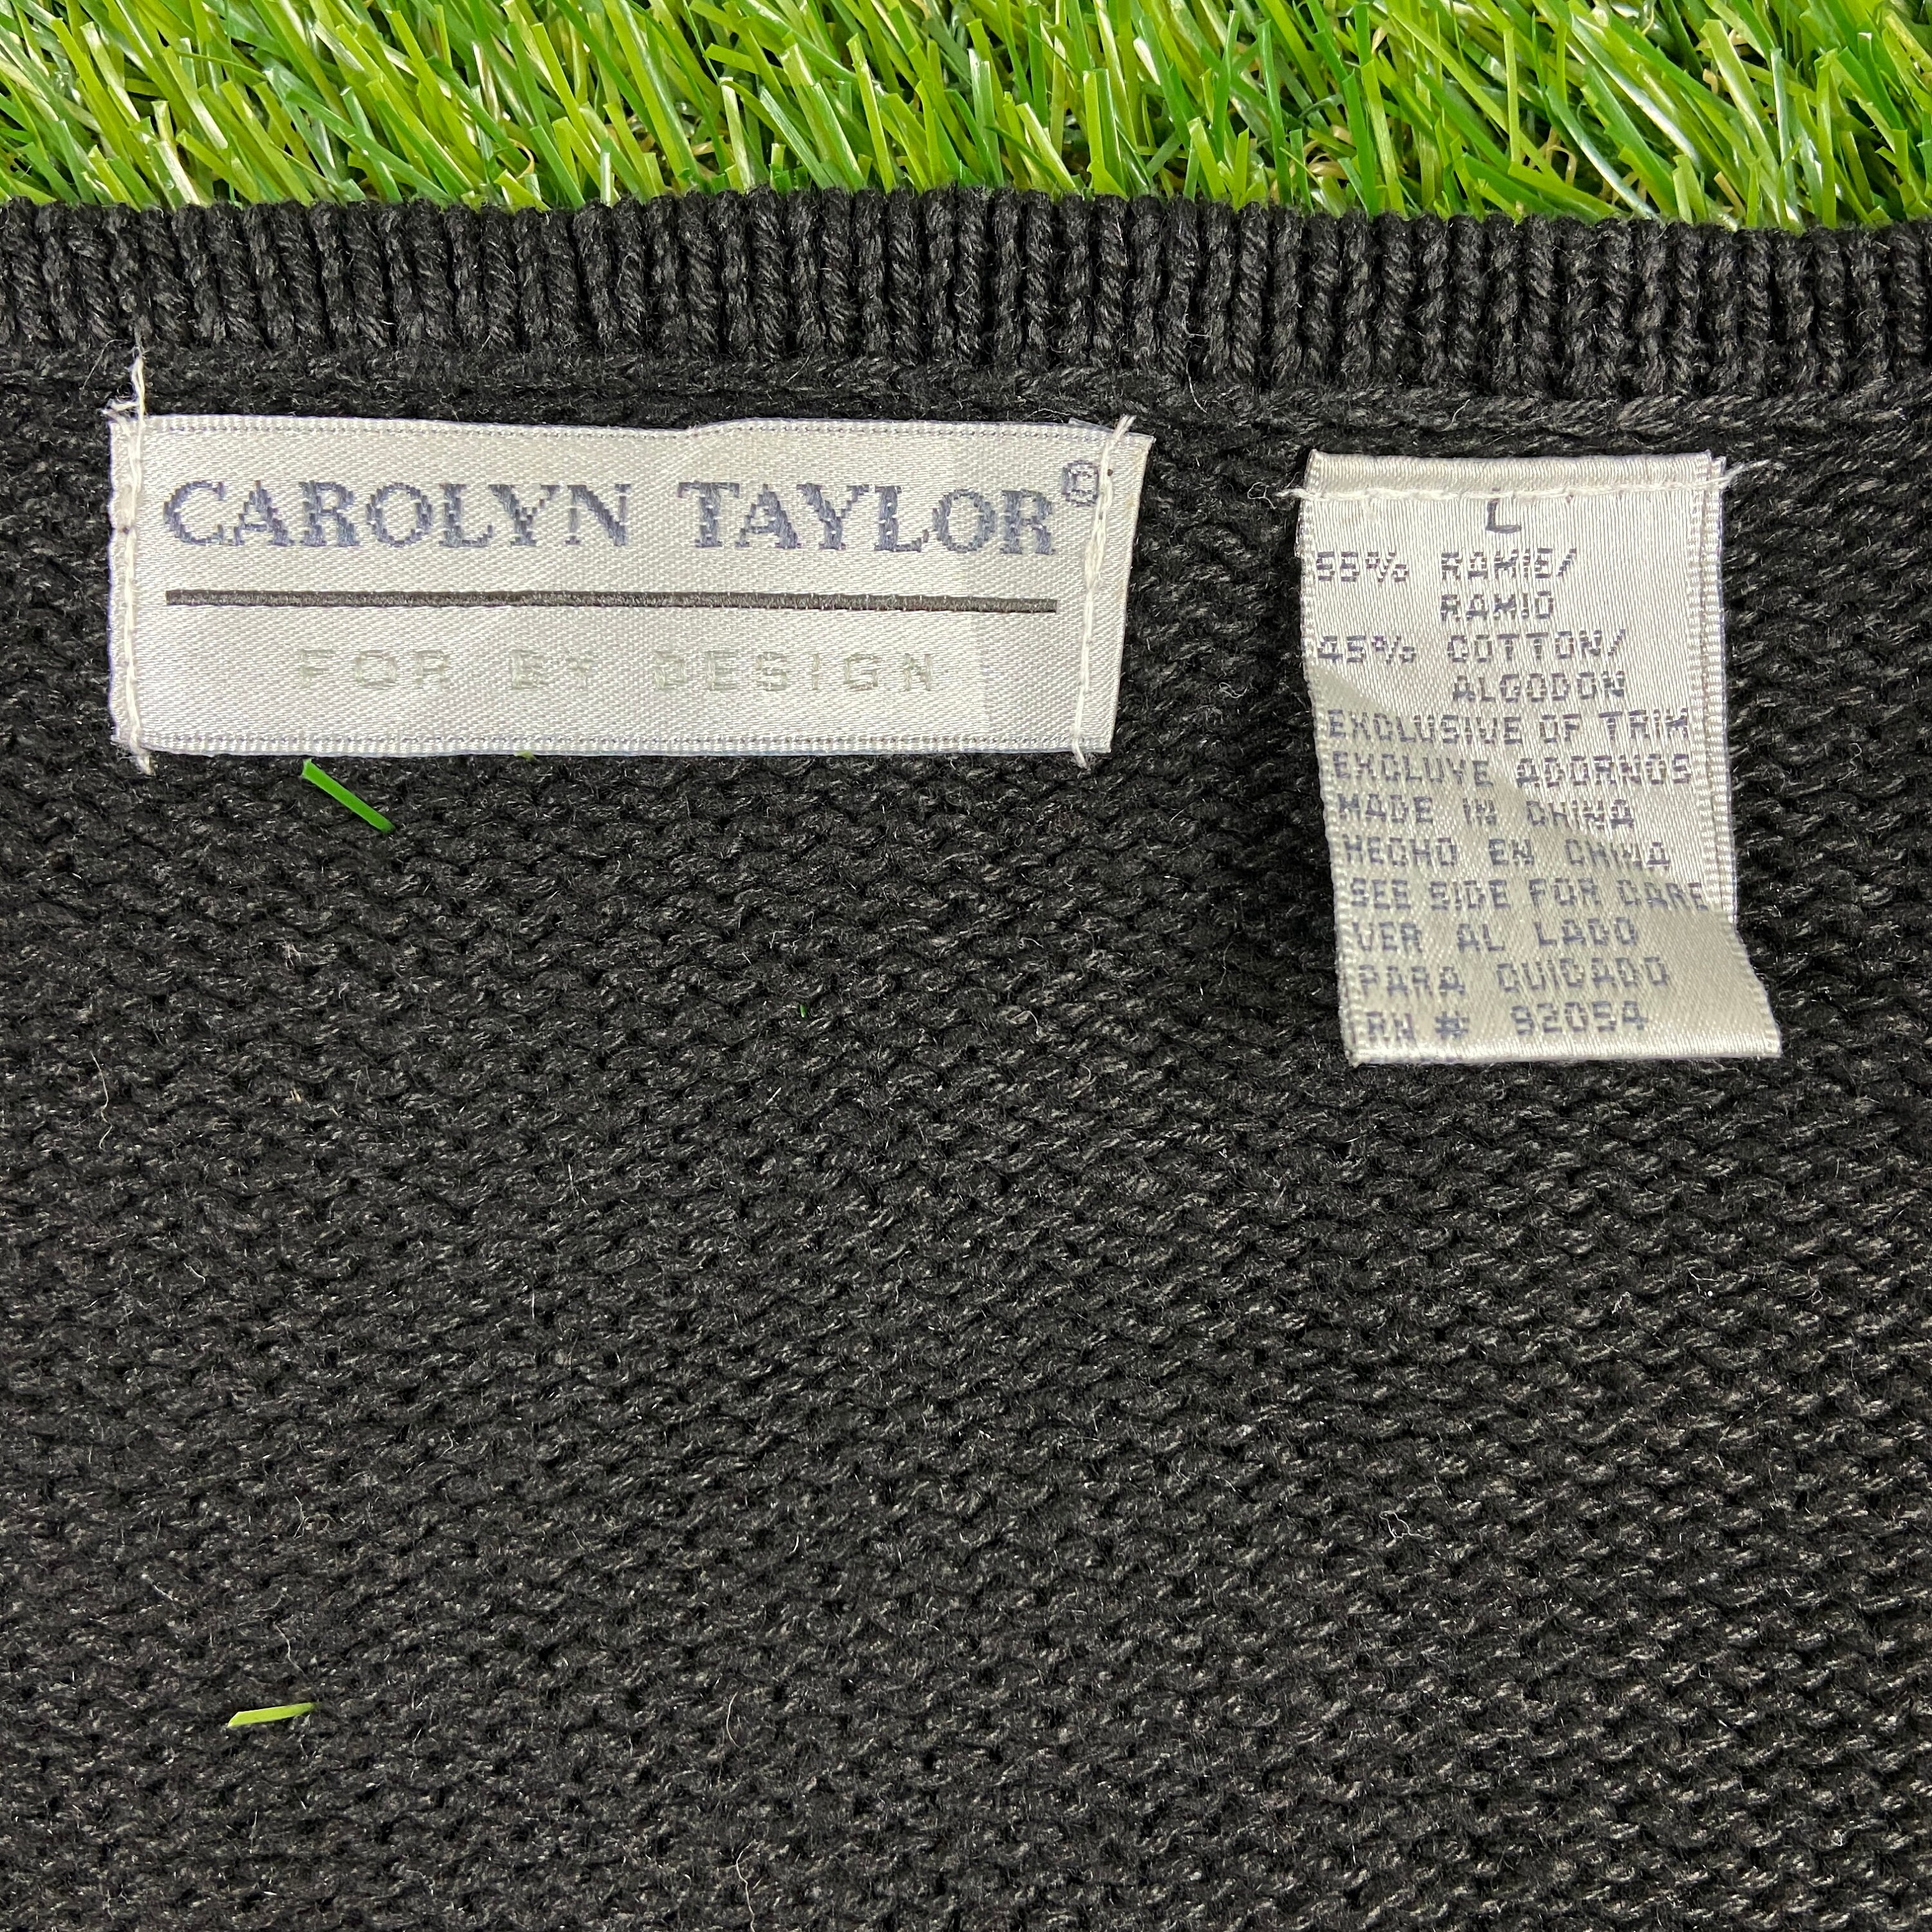 CAROLYN TAYLOR©
FOR BY DESIGN
L
55% RAMIE/
RAMIO
45% COTTON/
ALGODON
EXCLUSIVE OF TRIM
EXCLUYE ADORNOS
MADE IN CHINA
HECHO EN CHINA
SEE SIDE FOR CARE
VER AL LADO
PARA CUIDADO
RN # 92054